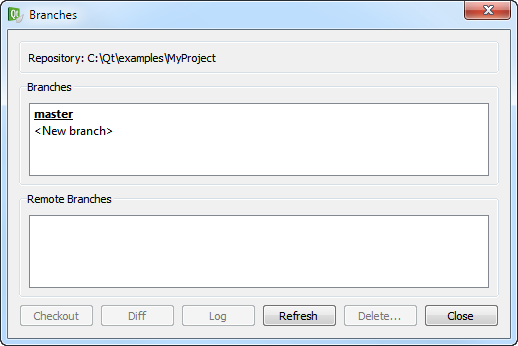 Branches
Repository: C:\Qt\examples\MyProject
Branches
master
<New branch>
Remote Branches
Checkout Diff Log Refresh Delete... Close